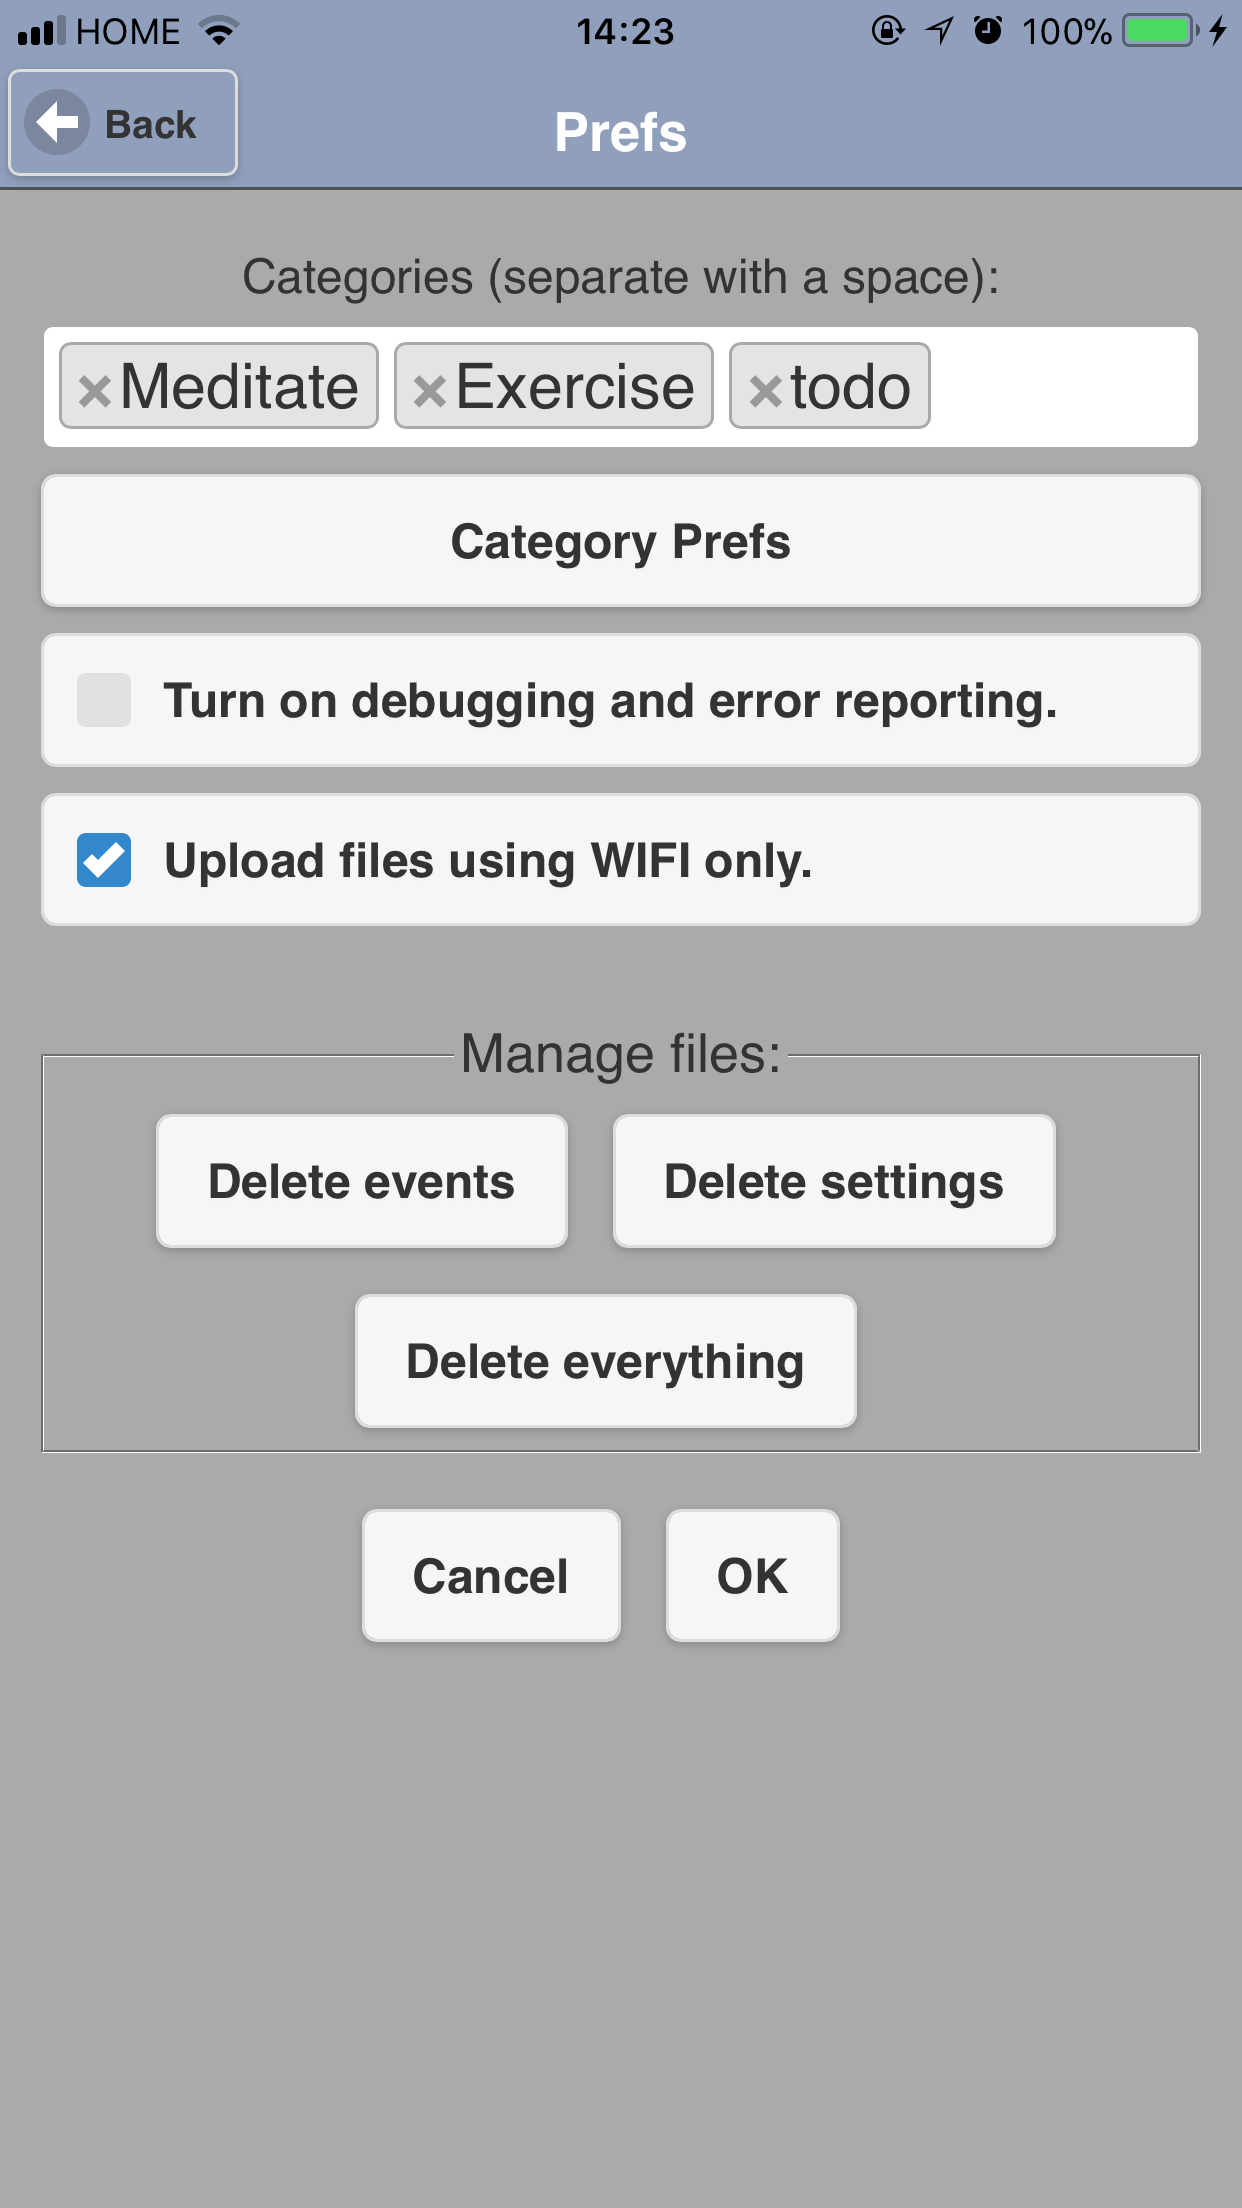 HOME 14:23 100%
Back
Prefs
Categories (separate with a space):
×Meditate ×Exercise ×todo
Category Prefs
Turn on debugging and error reporting.
Upload files using WIFI only.
Manage files:
Delete events Delete settings
Delete everything
Cancel OK